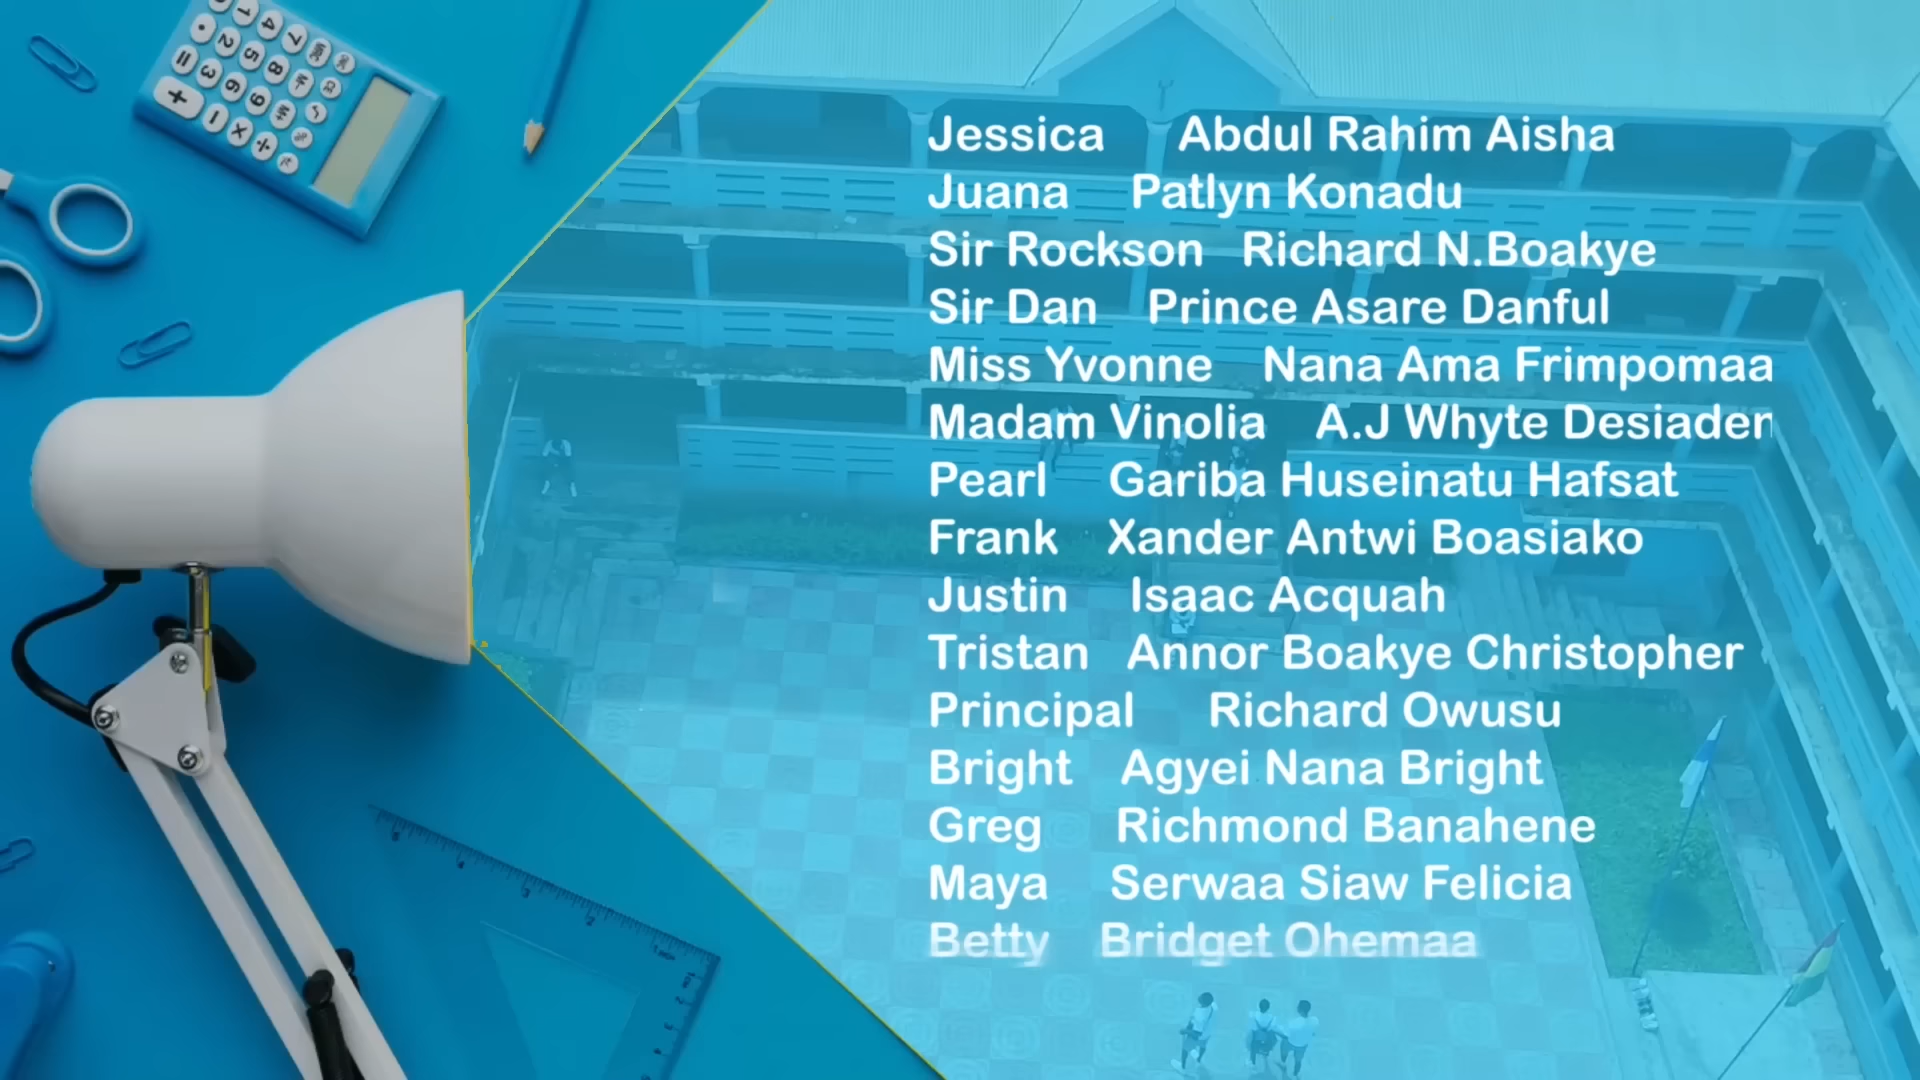 Jessica Abdul Rahim Aisha
Juana Patlyn Konadu
Sir Rockson Richard N.Boakye
Sir Dan Prince Asare Danful
Miss Yvonne Nana Ama Frimpomaa
Madam Vinolia A.J Whyte
Pearl Gariba Huseinatu Hafsat
Frank Xander Antwi Boasiako
Justin Isaac Acquah
Tristan Annor Boakye Christopher
Principal Richard Owusu
Bright Agyei Nana Bright
Greg Richmond Banahene
Maya Serwaa Siaw Felicia
Betty Bridget Ohemaa